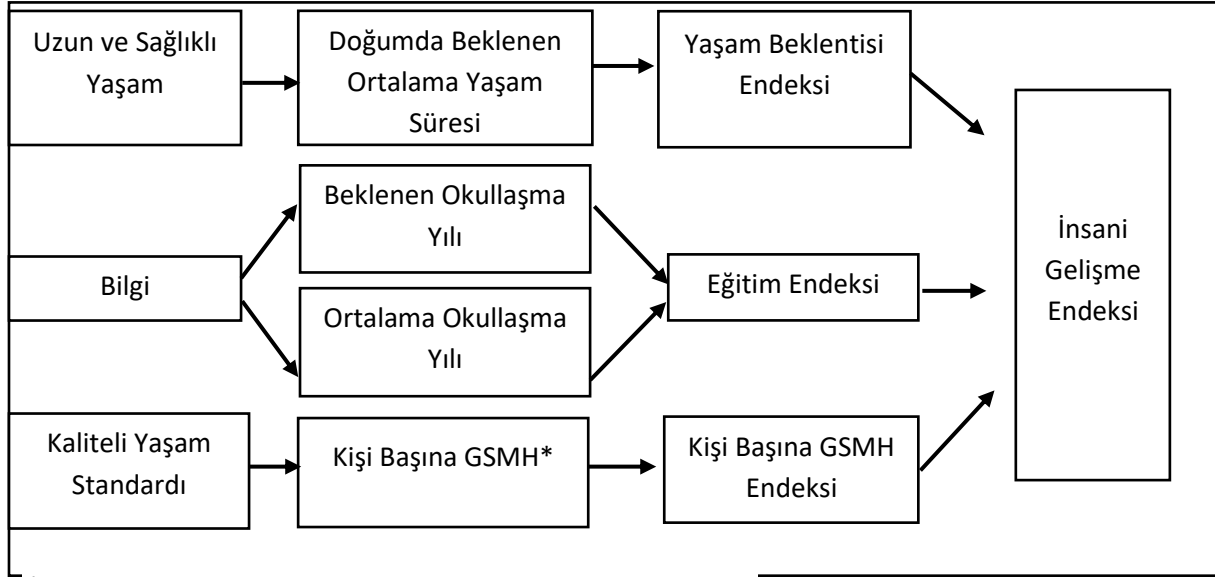 Uzun ve Sağlıklı
Yaşam
Doğumda Beklenen
Ortalama Yaşam
Süresi
Yaşam Beklentisi
Endeksi
Beklenen Okullaşma
Yılı
Bilgi
Ortalama Okullaşma
Yılı
Eğitim Endeksi
İnsani
Gelişme
Endeksi
Kaliteli Yaşam
Standardı
Kişi Başına GSMH*
Kişi Başına GSMH
Endeksi